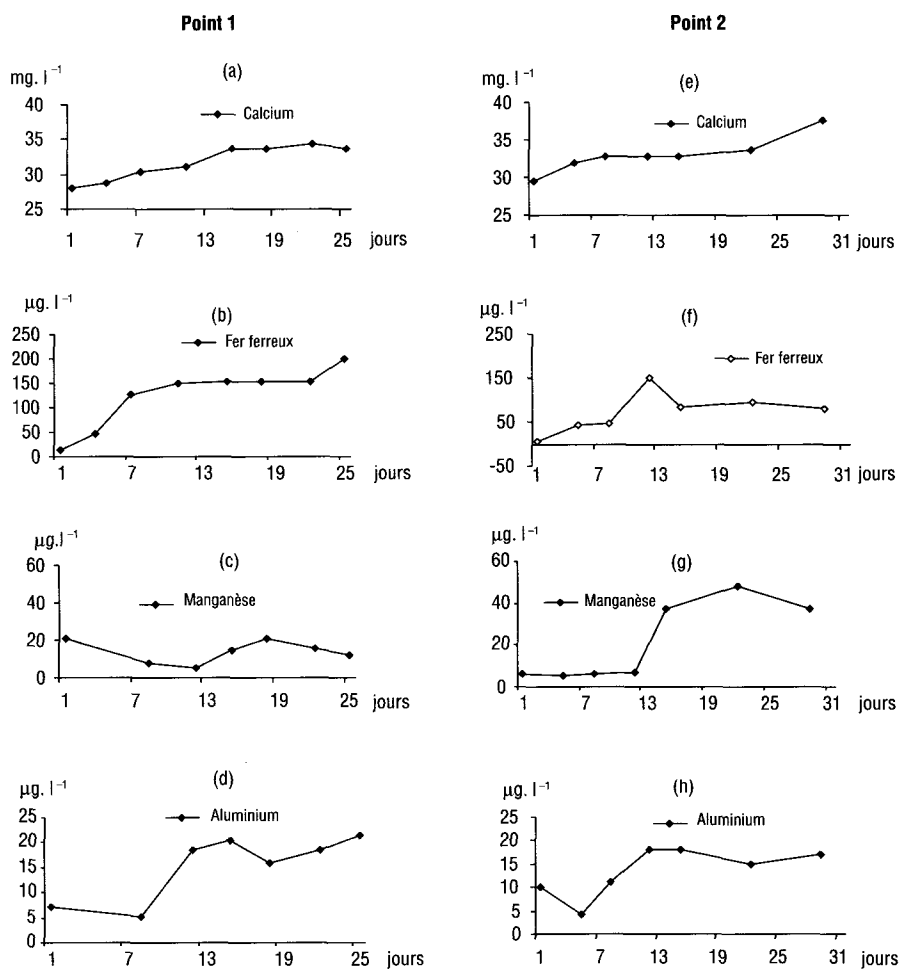 Point 1
mg. l⁻¹
(a)
Calcium
40
35
30
25
1 7 13 19 25 jours
µg. l⁻¹
(b)
Fer ferreux
250
200
150
100
50
0
1 7 13 19 25 jours
µg.l⁻¹
(c)
Manganèse
60
40
20
0
1 7 13 19 25 jours
µg. l⁻¹
(d)
Aluminium
25
20
15
10
5
0
1 7 13 19 25 jours
Point 2
mg. l⁻¹
(e)
Calcium
40
35
30
25
1 7 13 19 25 31 jours
µg. l⁻¹
(f)
Fer ferreux
250
150
50
-50
1 7 13 19 25 31 jours
µg. l⁻¹
(g)
Manganèse
60
40
20
0
1 7 13 19 25 31 jours
µg. l⁻¹
(h)
Aluminium
25
20
15
10
5
0
1 7 13 19 25 31 jours